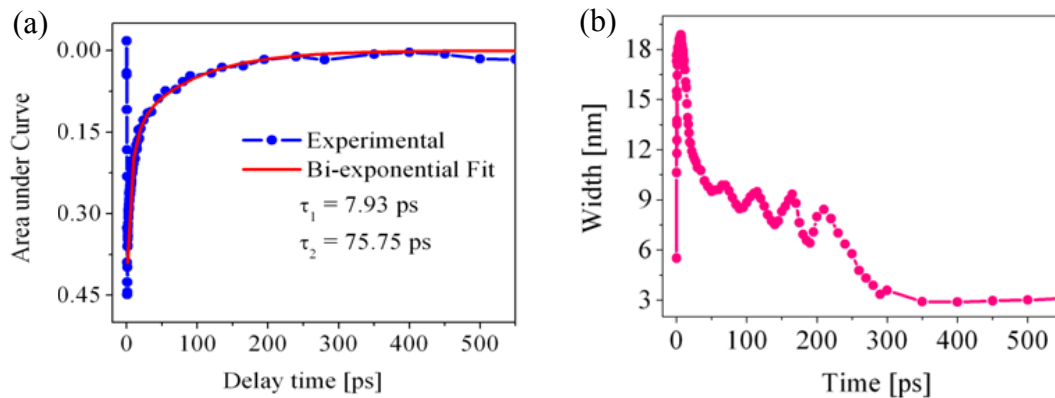 (a)
0.00
0.15
0.30
0.45
Area under Curve
Experimental
Bi-exponential Fit
τ1 = 7.93 ps
τ2 = 75.75 ps
0 100 200 300 400 500
Delay time [ps]
(b)
18
15
12
9
6
3
Width [nm]
0 100 200 300 400 500
Time [ps]